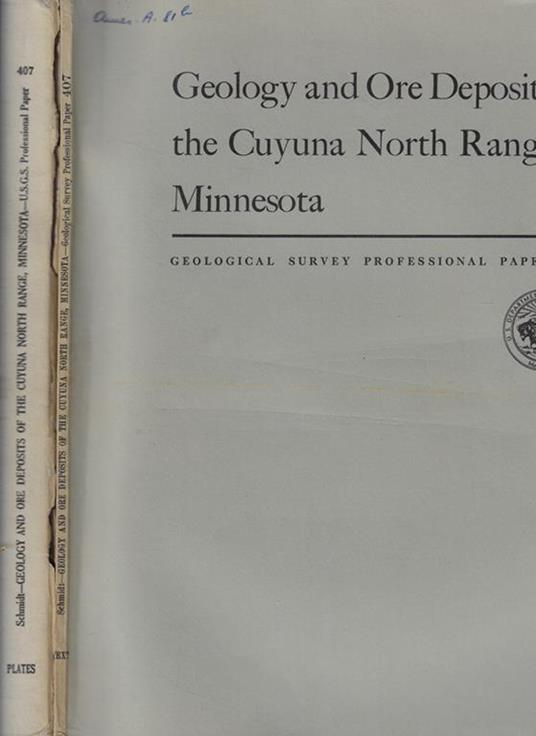 407
Schmidt—GEOLOGY AND ORE DEPOSITS OF THE CUYUNA NORTH RANGE, MINNESOTA—U.S.G.S. Professional Paper
PLATES
Schmidt—GEOLOGY AND ORE DEPOSITS OF THE CUYUNA NORTH RANGE, MINNESOTA—Geological Survey Professional Paper 407
Geology and Ore Deposit
the Cuyuna North Rang
Minnesota
GEOLOGICAL SURVEY PROFESSIONAL PAPE
U.S. DEPARTMEN